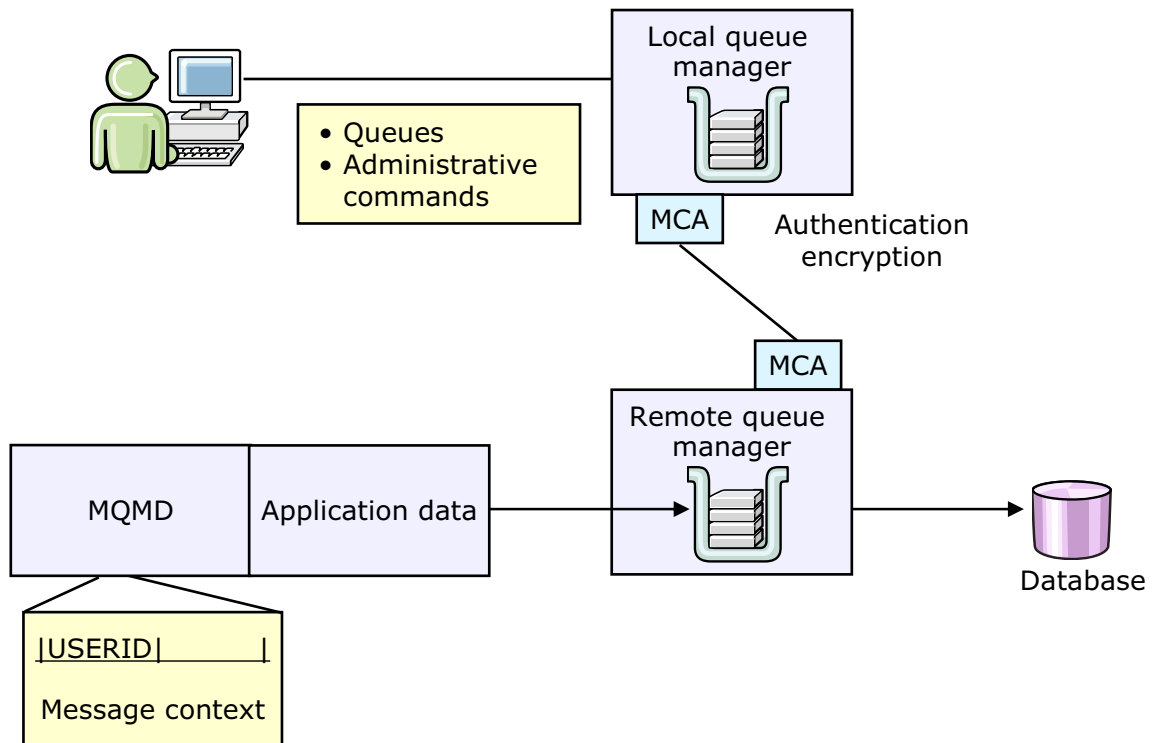 Local queue
manager
• Queues
• Administrative
commands
MCA
Authentication
encryption
MCA
Remote queue
manager
MQMD
Application data
Database
|USERID| |
Message context